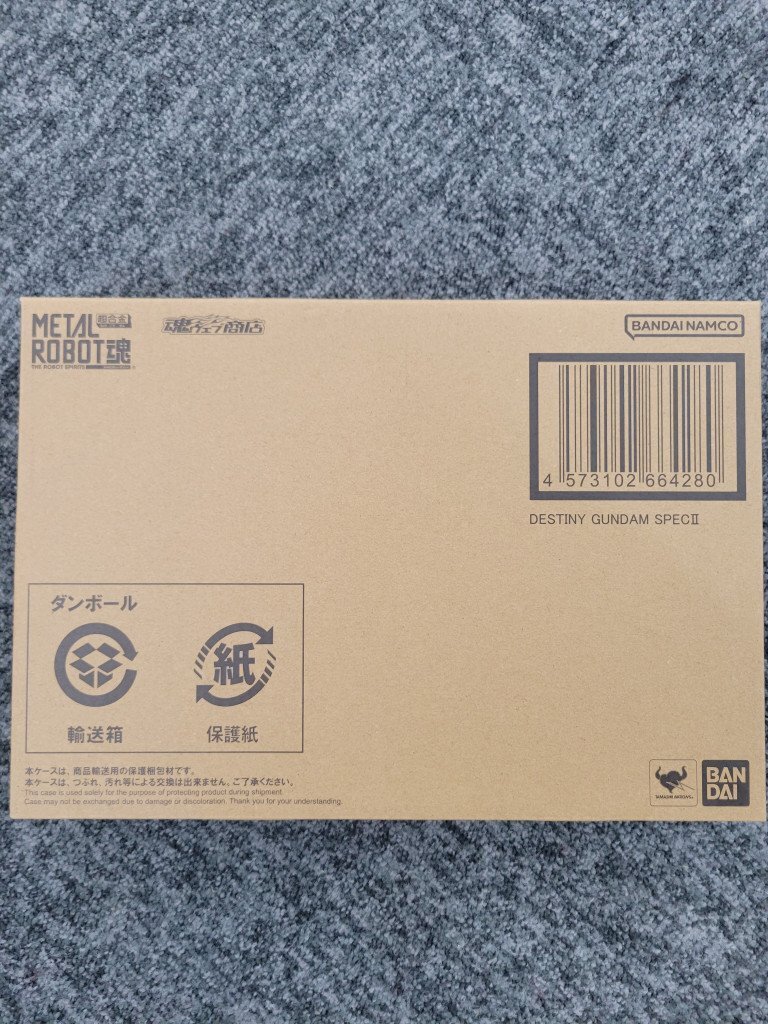 METAL 超合金
ROBOT魂
THE ROBOT SPIRITS
魂ウェブ商店
BANDAI NAMCO
4 573102 664280
DESTINY GUNDAM SPECⅡ
ダンボール
紙
輸送箱
保護紙
本ケースは、商品輸送用の保護梱包材です。
本ケースは、つぶれ、汚れ等による交換は出来ません。ご了承ください。
This case is used solely for the purpose of protecting product during shipment.
Case may not be exchanged due to damage or discoloration. Thank you for your understanding.
TAMASHII NATIONS
BAN
DAI